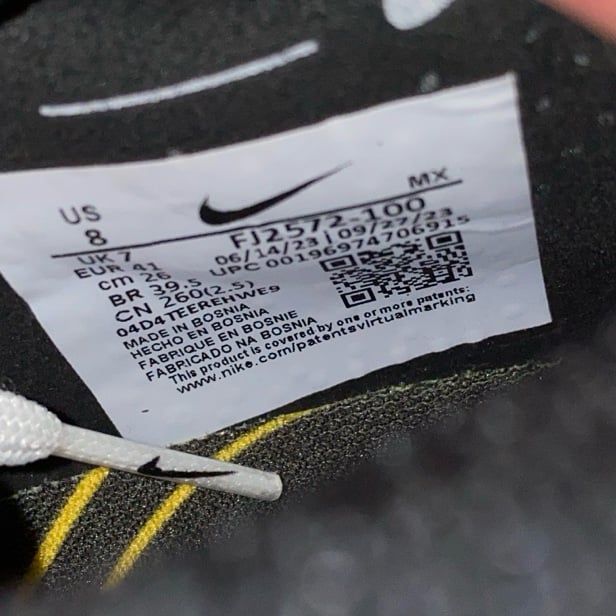 US
8
MX
UK 7
FJ2572-100
EUR 41
06/14/23 | 09/27/23
cm 26
UPC 00196974706915
BR 39.5
CN 260(2.5)
04D4TEEREHWE9
MADE IN BOSNIA
HECHO EN BOSNIA
FABRIQUE EN BOSNIE
FABRICADO NA BOSNIA
This product is covered by one or more patents:
www.nike.com/patentsvirtualmarking